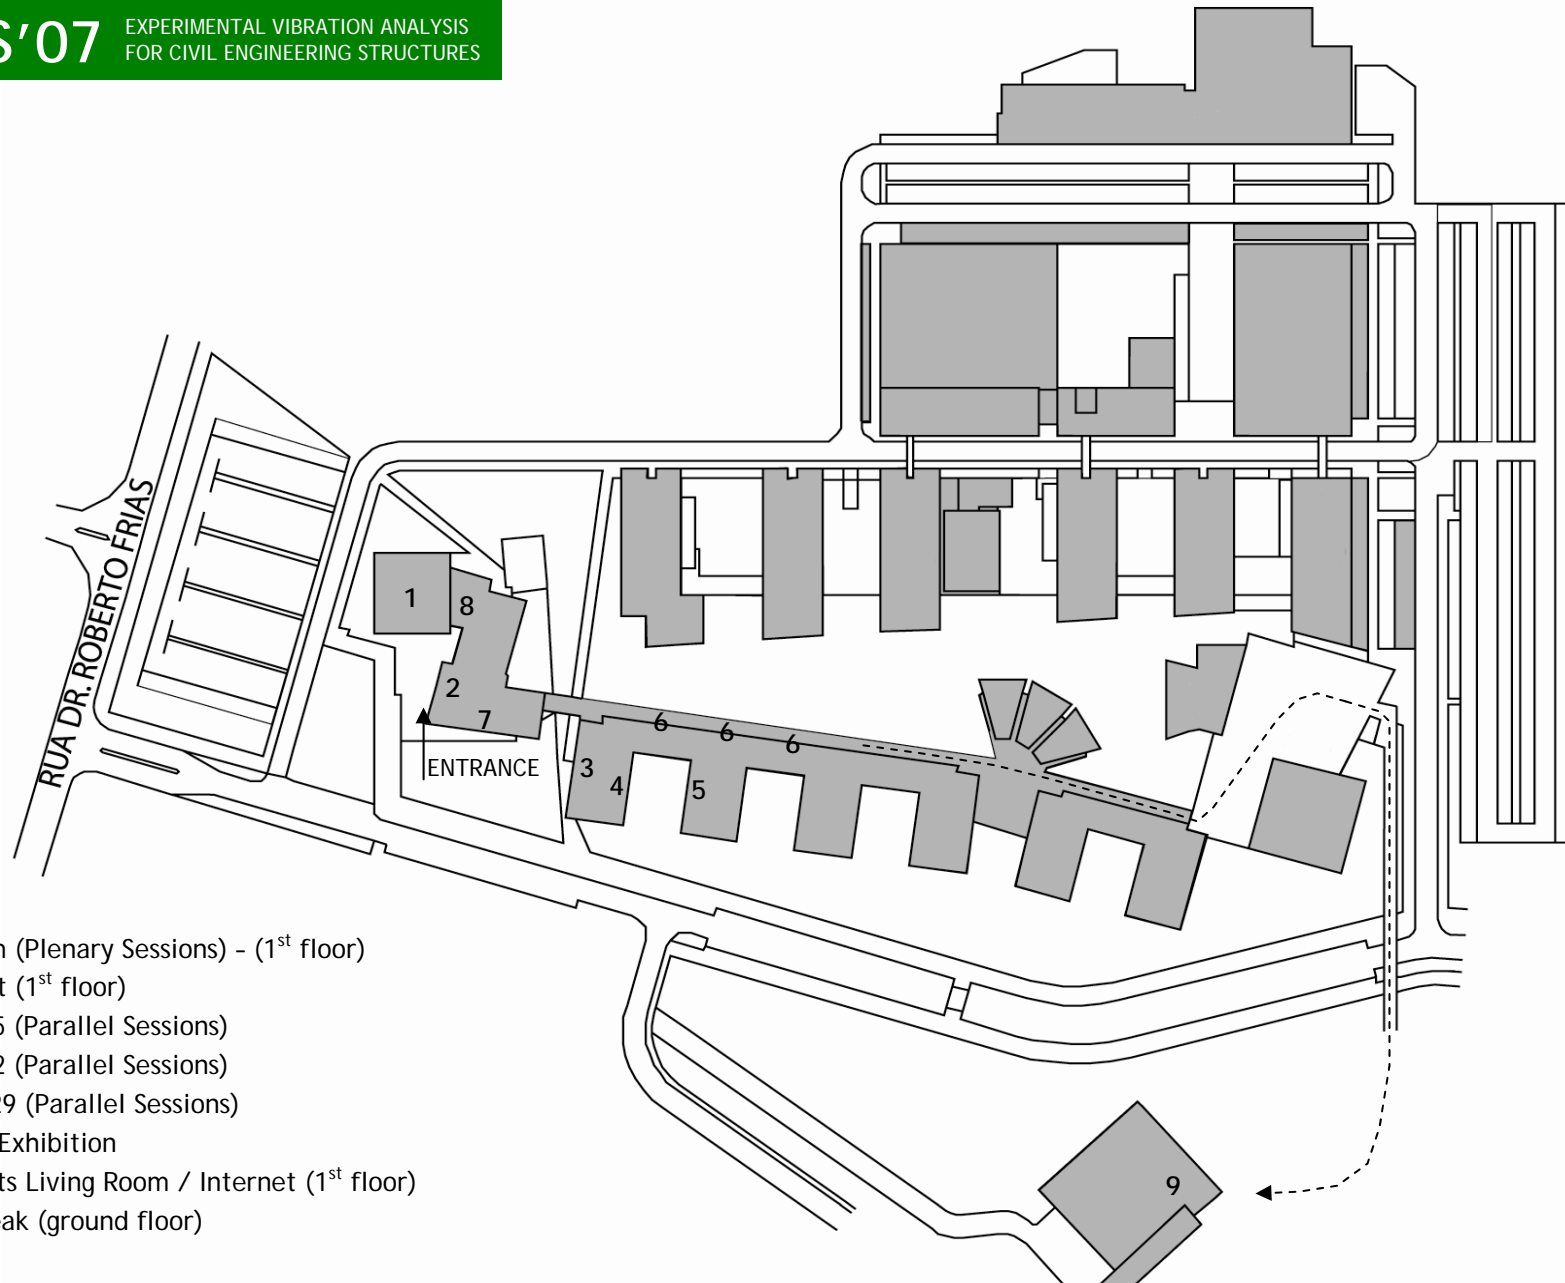 S'07
EXPERIMENTAL VIBRATION ANALYSIS
FOR CIVIL ENGINEERING STRUCTURES
RUA DR. ROBERTO FRIAS
1
8
2
7
ENTRANCE
6
6
6
3
4
5
9
(Plenary Sessions) – (1st floor)
(1st floor)
(Parallel Sessions)
(Parallel Sessions)
29 (Parallel Sessions)
Exhibition
ts Living Room / Internet (1st floor)
eak (ground floor)